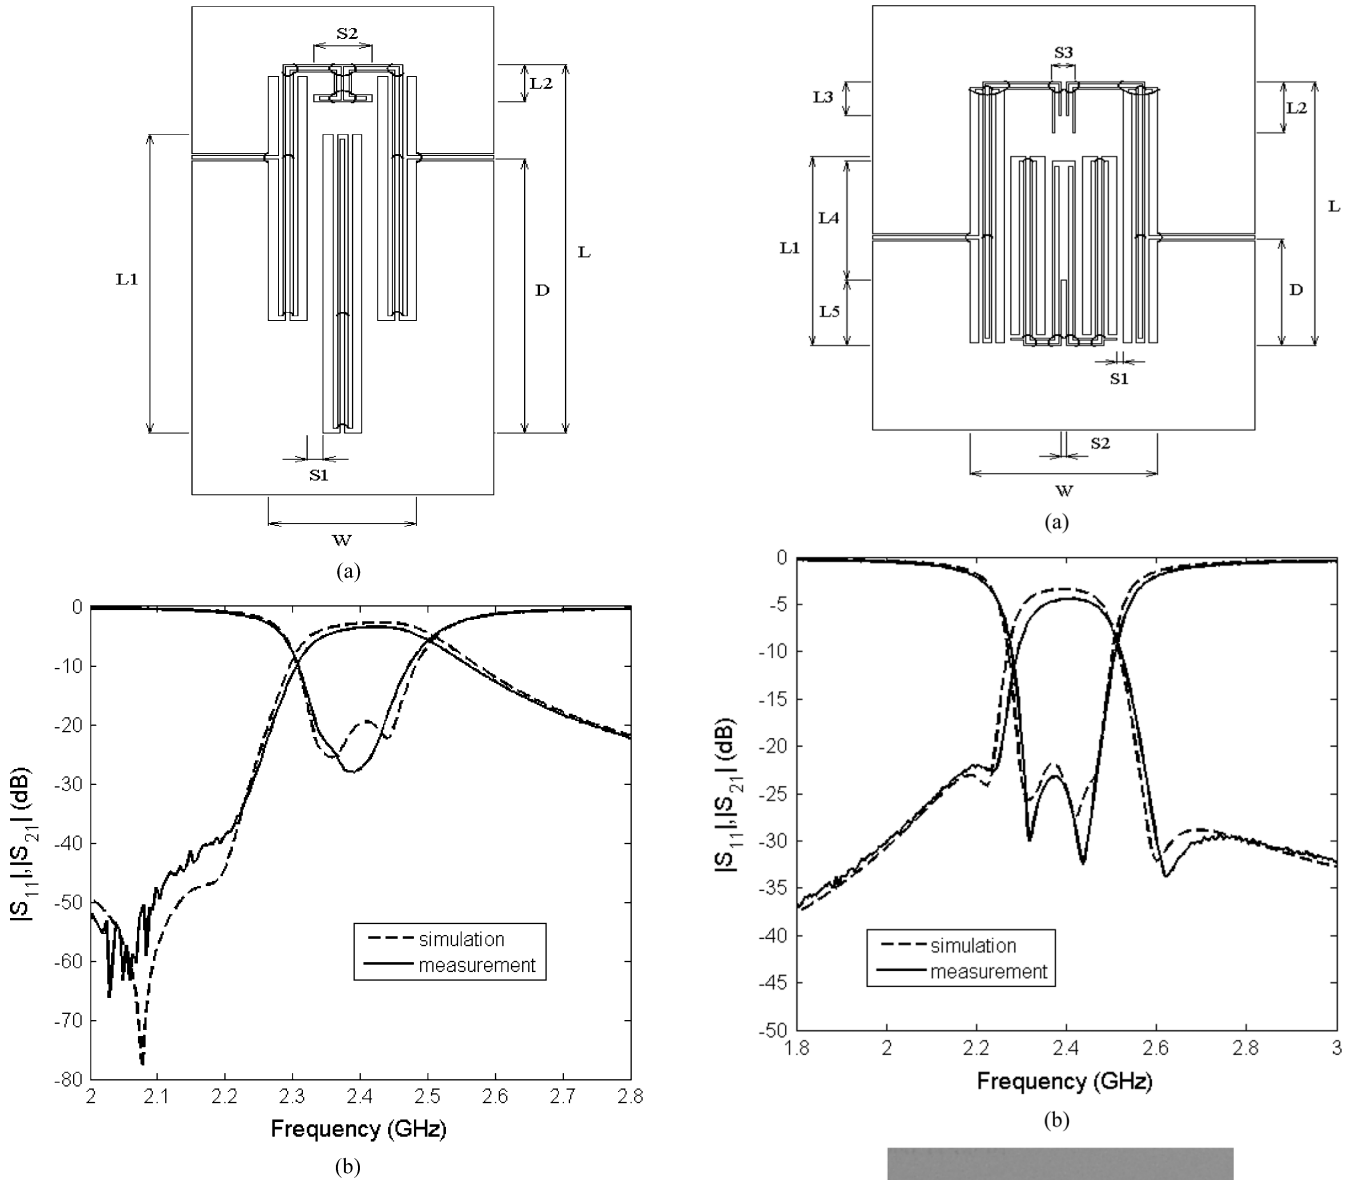 S2
L2
L1
L
D
S1
W
(a)
0
-10
-20
-30
-40
-50
-60
-70
-80
|S11|,|S21| (dB)
simulation
measurement
2
2.1
2.2
2.3
2.4
2.5
2.6
2.7
2.8
Frequency (GHz)
(b)
S3
L3
L2
L4
L1
L
L5
D
S1
S2
W
(a)
0
-5
-10
-15
-20
-25
-30
-35
-40
-45
-50
|S11|,|S21| (dB)
simulation
measurement
1.8
2
2.2
2.4
2.6
2.8
3
Frequency (GHz)
(b)